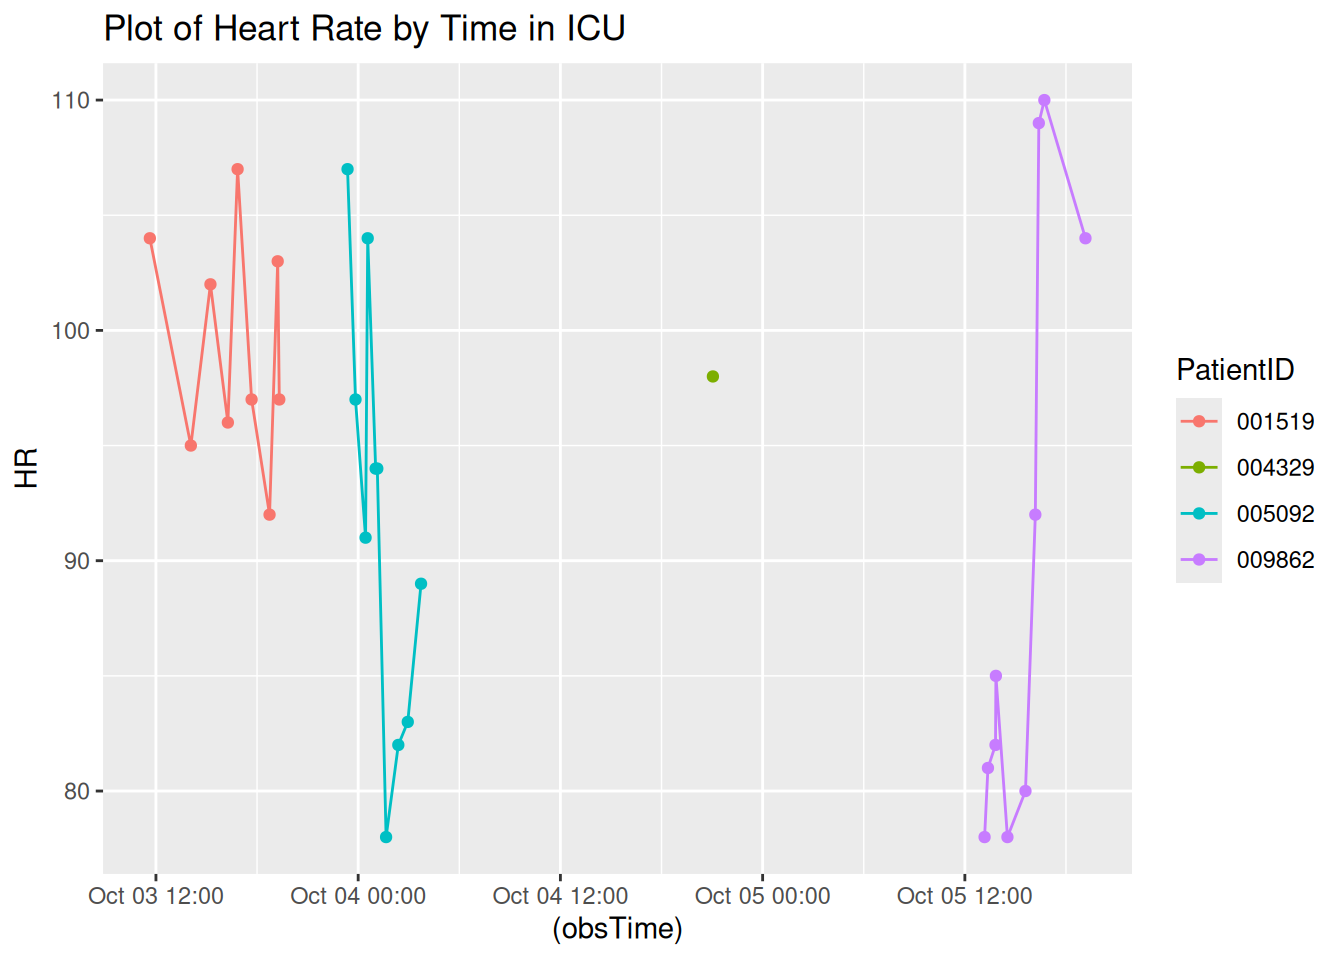 Plot of Heart Rate by Time in ICU
110
100
90
80
HR
Oct 03 12:00
Oct 04 00:00
Oct 04 12:00
Oct 05 00:00
Oct 05 12:00
(obsTime)
PatientID
001519
004329
005092
009862